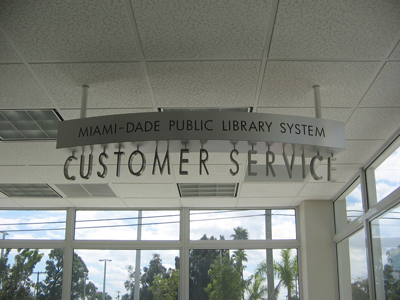 MIAMI-DADE PUBLIC LIBRARY SYSTEM
CUSTOMER SERVICE